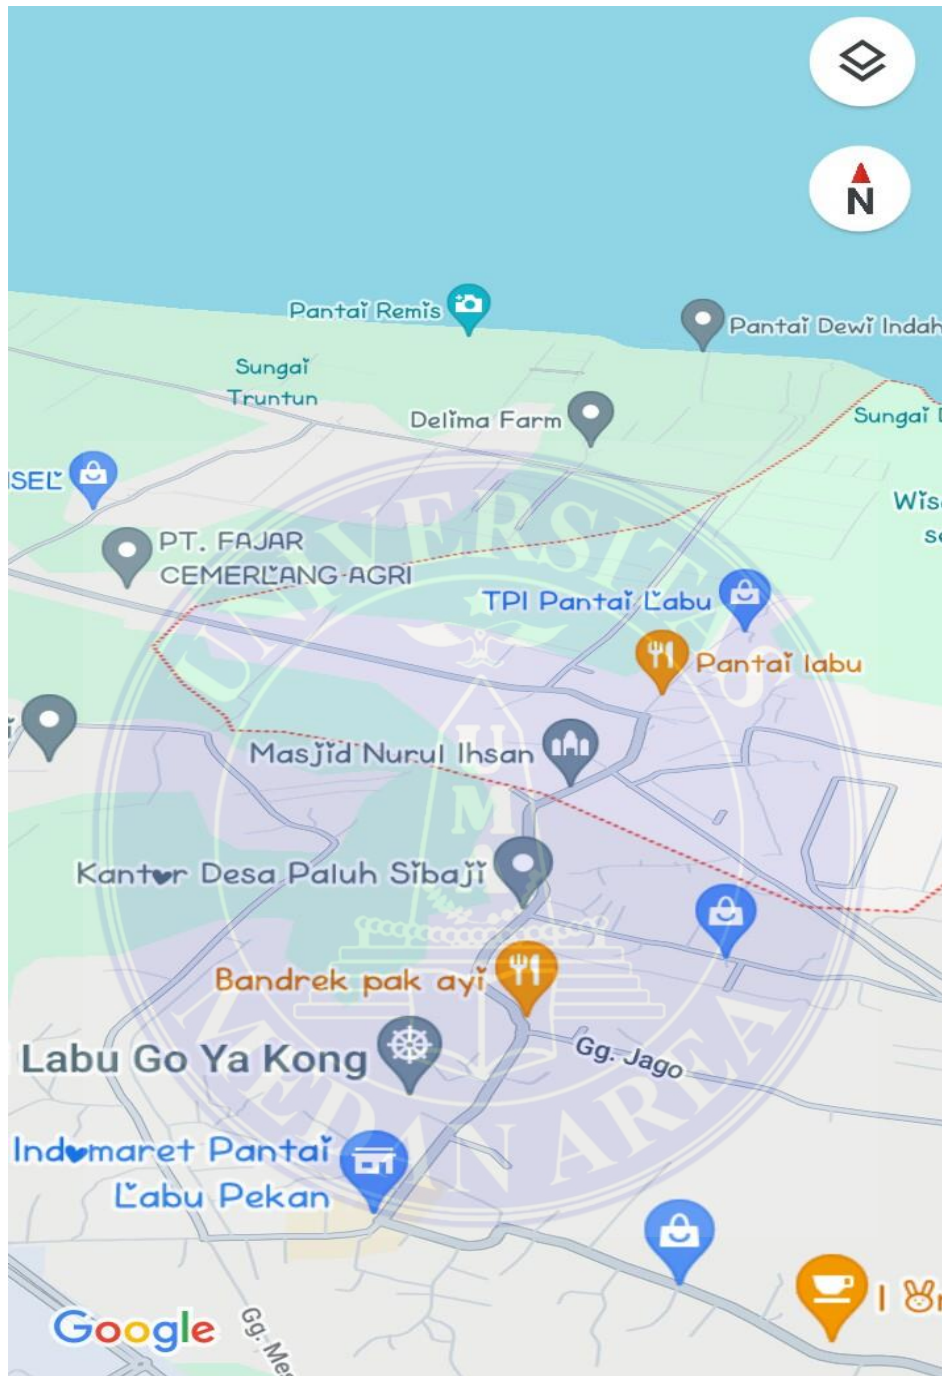 N
Pantai Remis
Pantai Dewi Indah
Sungai
Truntun
Delima Farm
Sungai
SEL
PT. FAJAR
CEMERLANG AGRI
TPI Pantai Labu
Pantai labu
Masjid Nurul Ihsan
Kantor Desa Paluh Sibaji
Bandrek pak ayi
Labu Go Ya Kong
Gg. Jago
Indomaret Pantai
Labu Pekan
I
Google
Gg.
UNIVERSITAS
UMA
MEDAN AREA